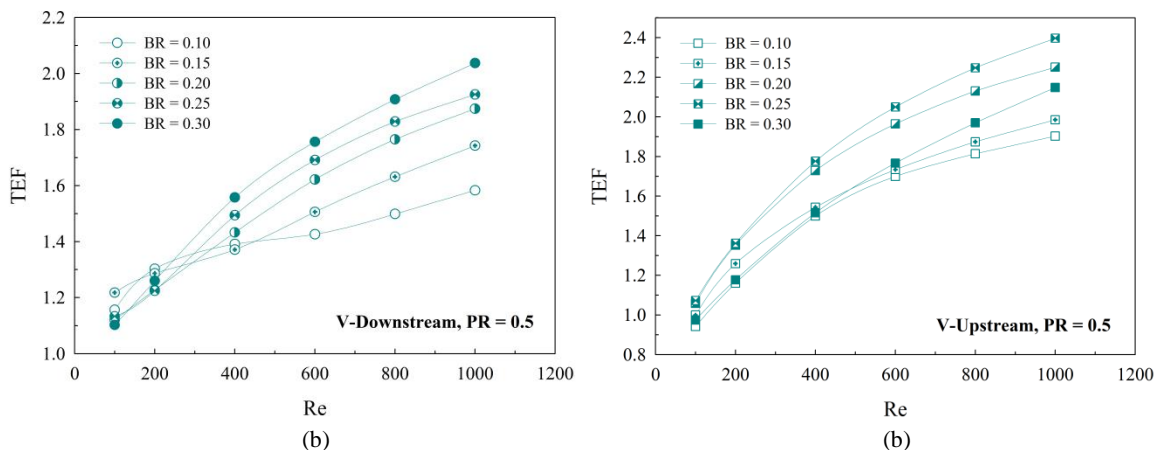 2.2
2.0
1.8
1.6
1.4
1.2
1.0
TEF
BR = 0.10
BR = 0.15
BR = 0.20
BR = 0.25
BR = 0.30
V-Downstream, PR = 0.5
0 200 400 600 800 1000 1200
Re
(b)
2.4
2.2
2.0
1.8
1.6
1.4
1.2
1.0
0.8
TEF
BR = 0.10
BR = 0.15
BR = 0.20
BR = 0.25
BR = 0.30
V-Upstream, PR = 0.5
0 200 400 600 800 1000 1200
Re
(b)